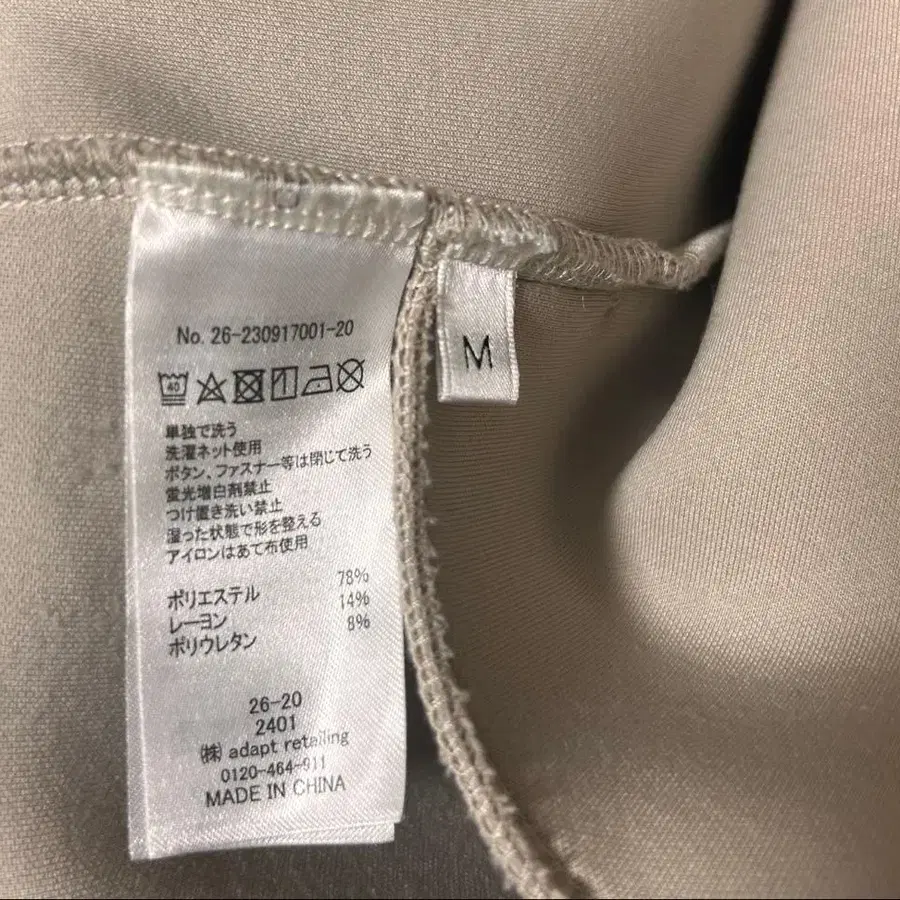 No. 26-230917001-20
40
単独で洗う
洗濯ネット使用
ボタン、ファスナー等は閉じて洗う
蛍光増白剤禁止
つけ置き洗い禁止
湿った状態で形を整える
アイロンはあて布使用
ポリエステル 78%
レーヨン 14%
ポリウレタン 8%
26-20
2401
(株) adapt retailing
0120-464-911
MADE IN CHINA
M